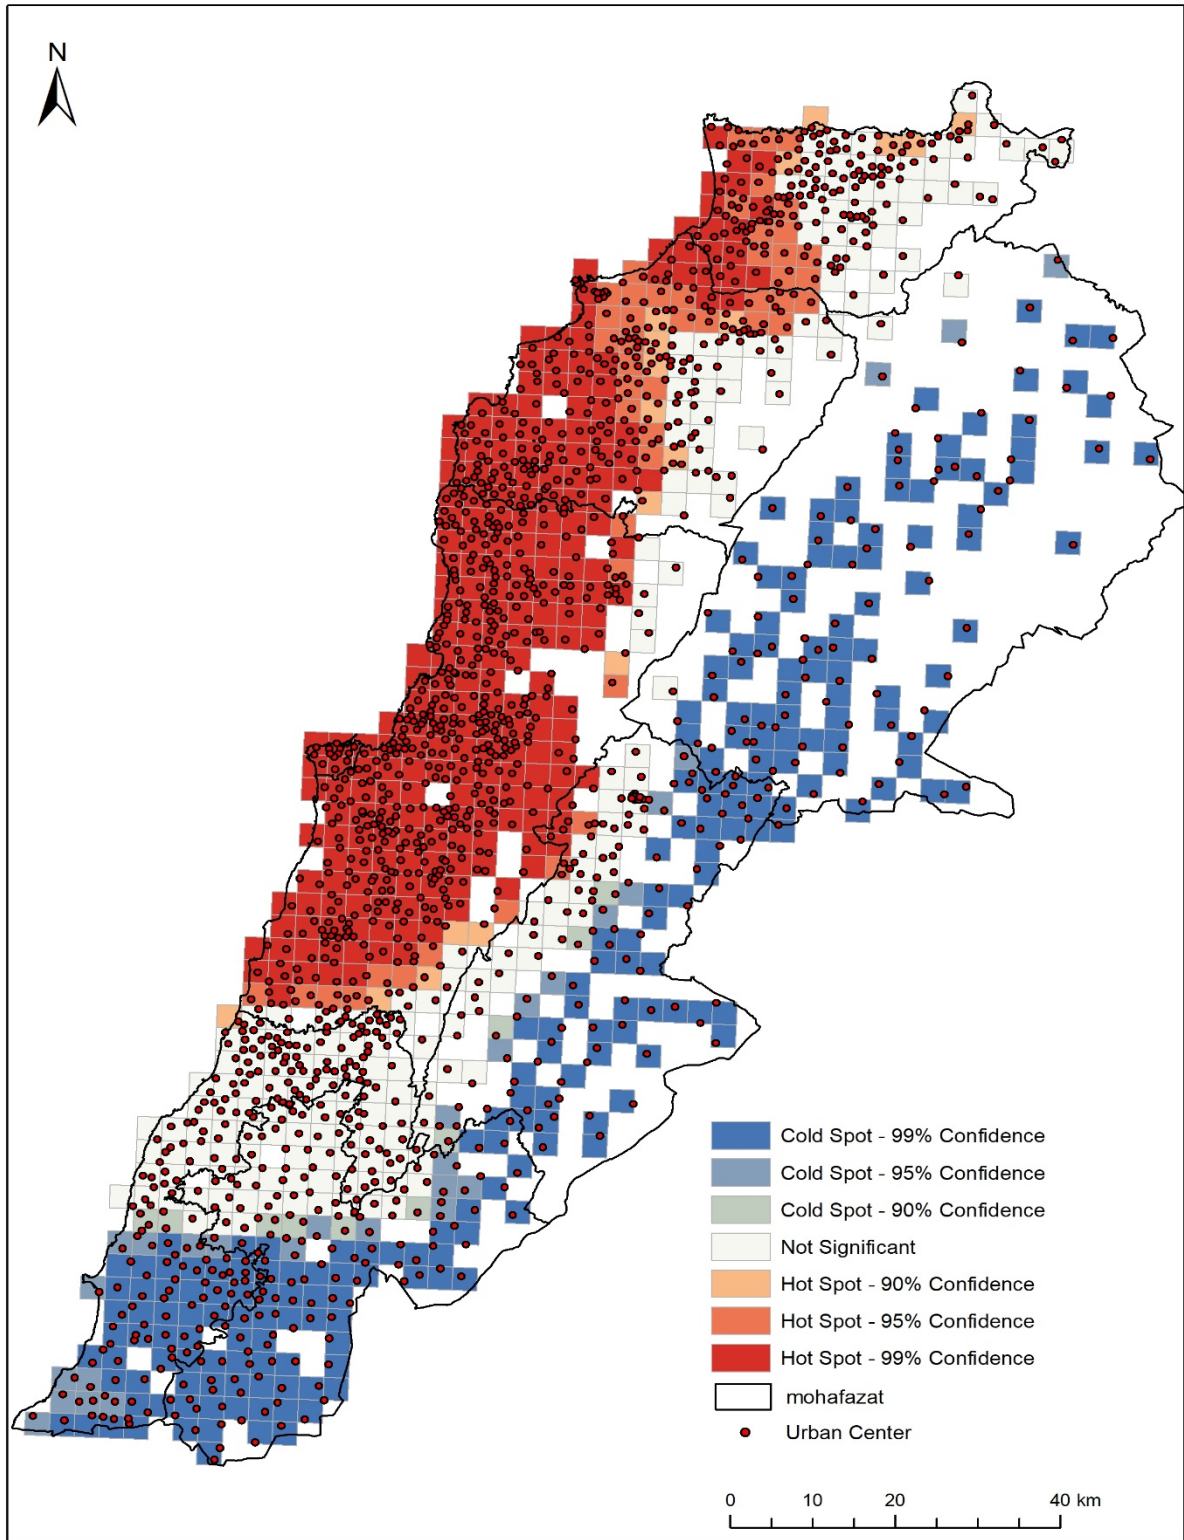 N
Cold Spot - 99% Confidence
Cold Spot - 95% Confidence
Cold Spot - 90% Confidence
Not Significant
Hot Spot - 90% Confidence
Hot Spot - 95% Confidence
Hot Spot - 99% Confidence
mohafazat
Urban Center
0 10 20 40 km